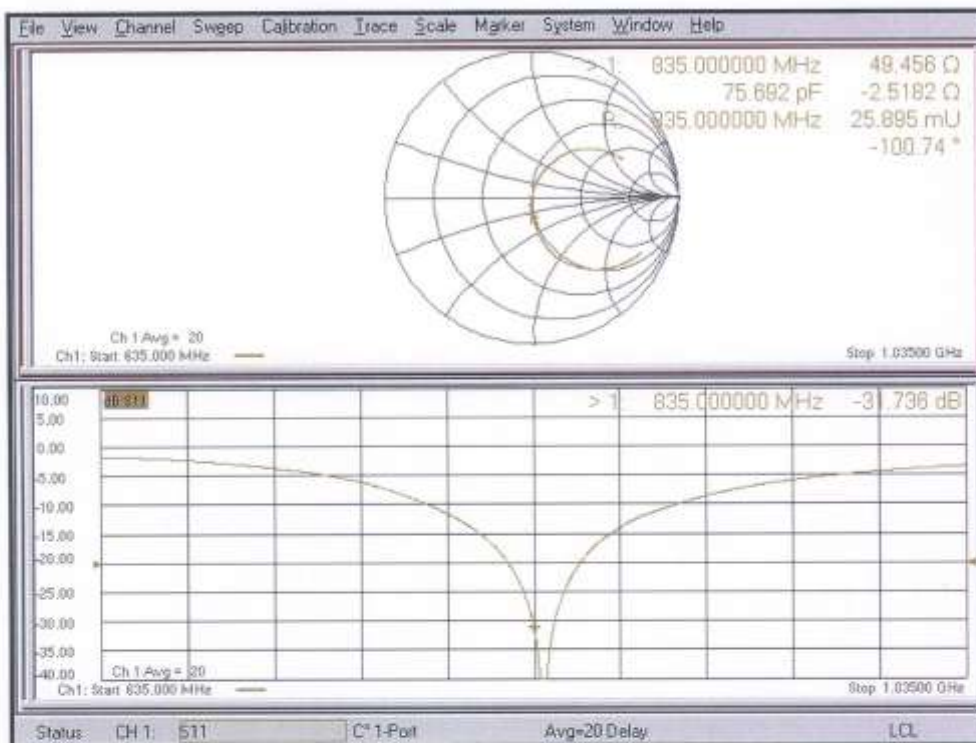 File View Channel Sweep Calibration Trace Scale Marker System Window Help
> 1 835.000000 MHz 49.456 Ω
75.692 pF -2.5182 Ω
R 835.000000 MHz 25.895 mU
-100.74 °
Ch 1 Avg = 20
Ch1: Start 635.000 MHz
Stop 1.03500 GHz
10.00 dB S11 > 1 835.000000 MHz -31.736 dB
5.00
0.00
-5.00
-10.00
-15.00
-20.00
-25.00
-30.00
-35.00
-40.00
Ch 1 Avg = 20
Ch1: Start 635.000 MHz
Stop 1.03500 GHz
Status CH 1: S11 C* 1-Port Avg=20 Delay LCL